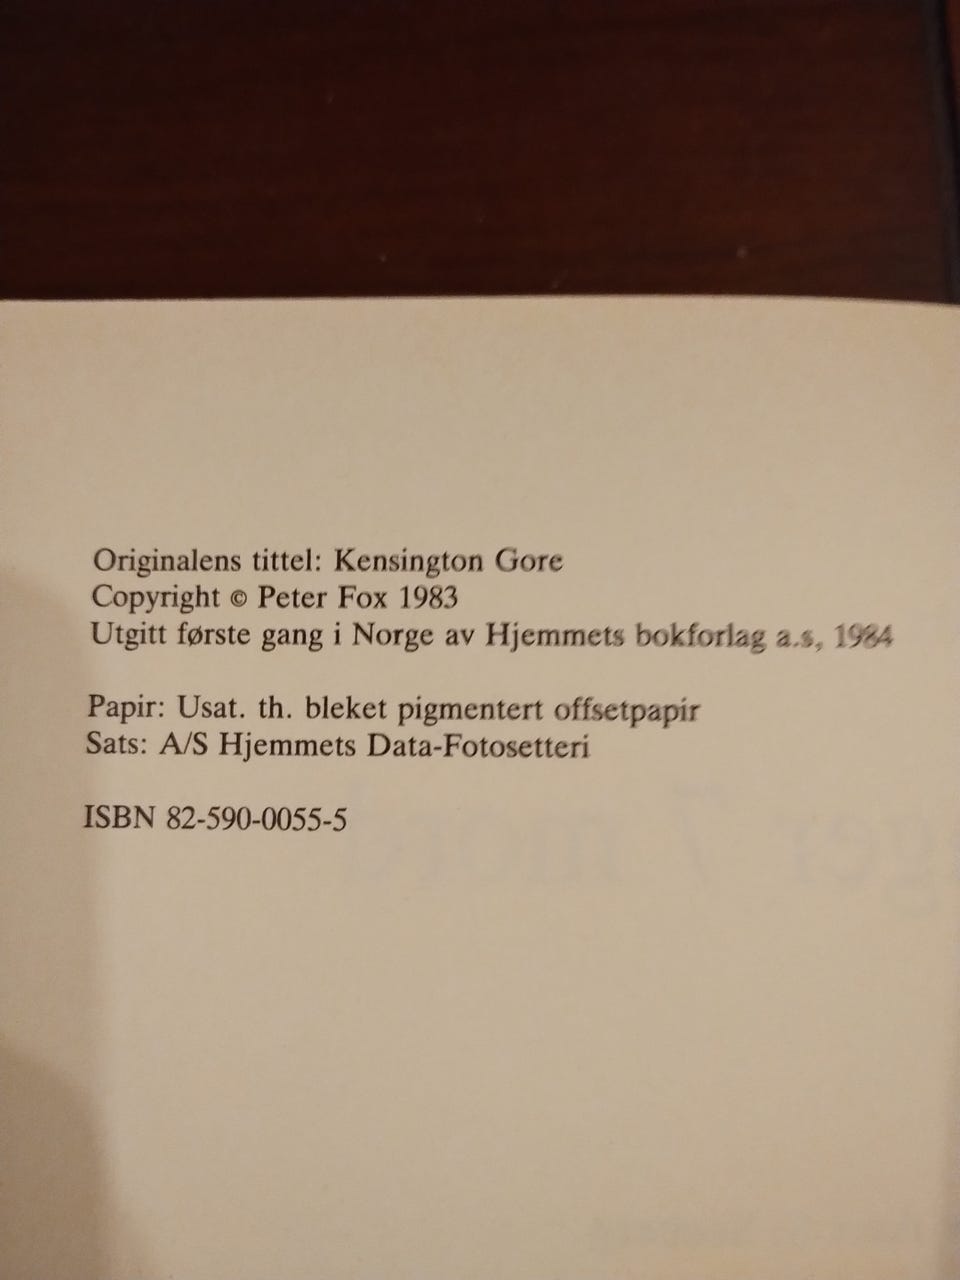 Originalens tittel: Kensington Gore
Copyright © Peter Fox 1983
Utgitt første gang i Norge av Hjemmets bokforlag a.s, 1984
Papir: Usat. th. bleket pigmentert offsetpapir
Sats: A/S Hjemmets Data-Fotosetteri
ISBN 82-590-0055-5